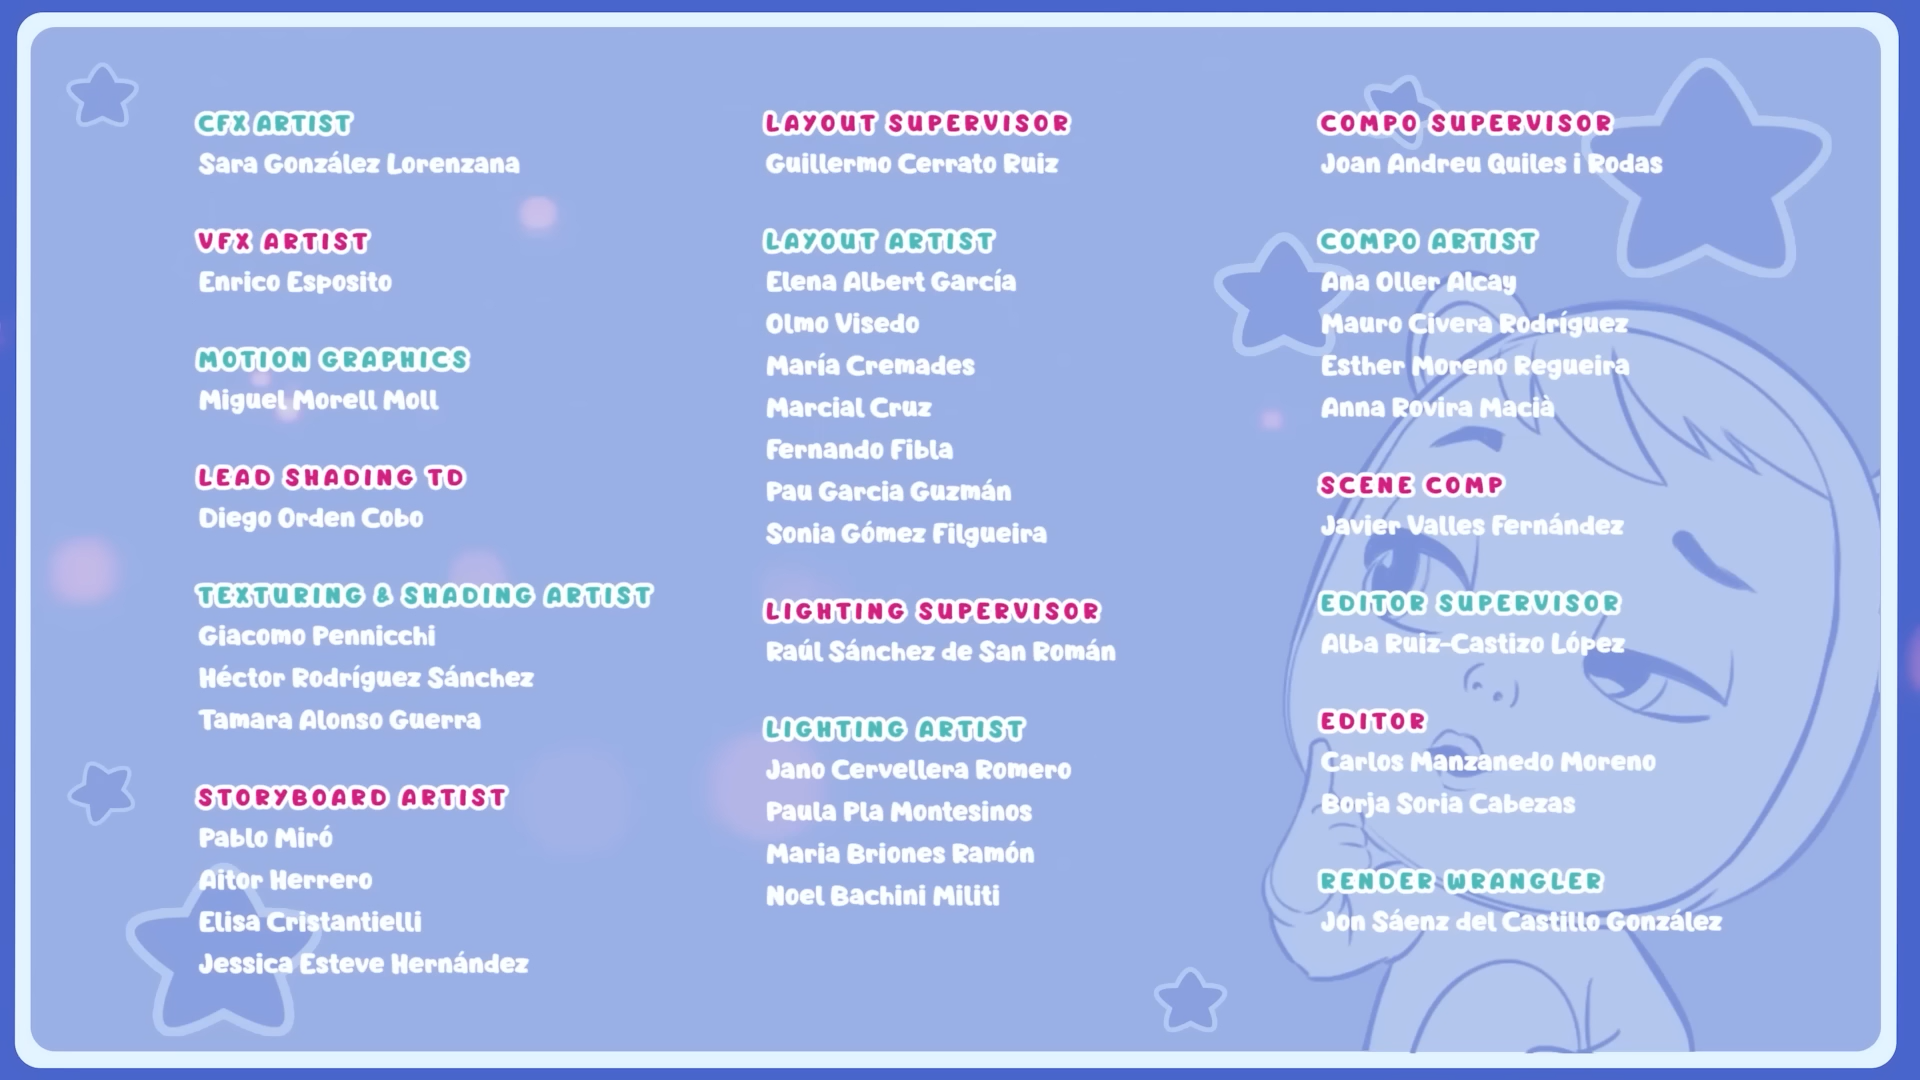 CFX ARTIST
Sara González Lorenzana
VFX ARTIST
Enrico Esposito
MOTION GRAPHICS
Miguel Morell Moll
LEAD SHADING TD
Diego Orden Cobo
TEXTURING & SHADING ARTIST
Giacomo Pennicchi
Héctor Rodríguez Sánchez
Tamara Alonso Guerra
STORYBOARD ARTIST
Pablo Miró
Aitor Herrero
Elisa Cristantielli
Jessica Esteve Hernández
LAYOUT SUPERVISOR
Guillermo Cerrato Ruiz
LAYOUT ARTIST
Elena Albert García
Olmo Visedo
María Cremades
Marcial Cruz
Fernando Fibla
Pau Garcia Guzmán
Sonia Gómez Filgueira
LIGHTING SUPERVISOR
Raúl Sánchez de San Román
LIGHTING ARTIST
Jano Cervellera Romero
Paula Pla Montesinos
Maria Briones Ramón
Noel Bachini Militi
COMPO SUPERVISOR
Joan Andreu Quiles i Rodas
COMPO ARTIST
Ana Oller Alcay
Mauro Civera Rodríguez
Esther Moreno Regueira
Anna Rovira Macià
SCENE COMP
Javier Valles Fernández
EDITOR SUPERVISOR
Alba Ruiz-Castizo López
EDITOR
Carlos Manzanedo Moreno
Borja Soria Cabezas
RENDER WRANGLER
Jon Sáenz del Castillo González